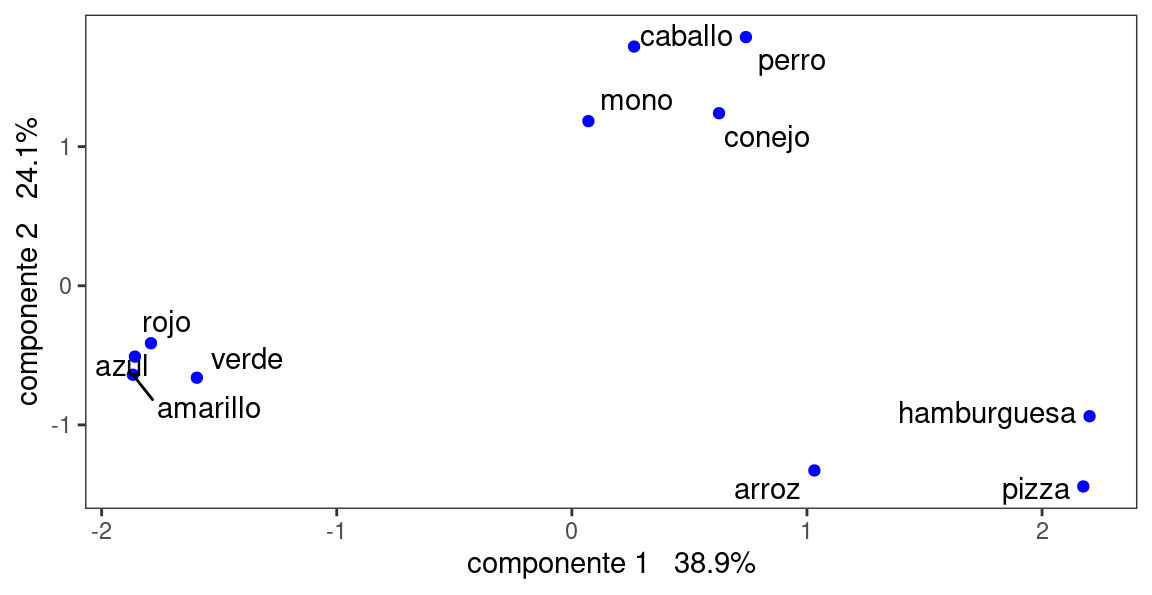 caballo
perro
mono
conejo
rojo
azul
verde
amarillo
hamburguesa
arroz
pizza
componente 2 24.1%
1
0
-1
-2
-1
0
1
2
componente 1 38.9%